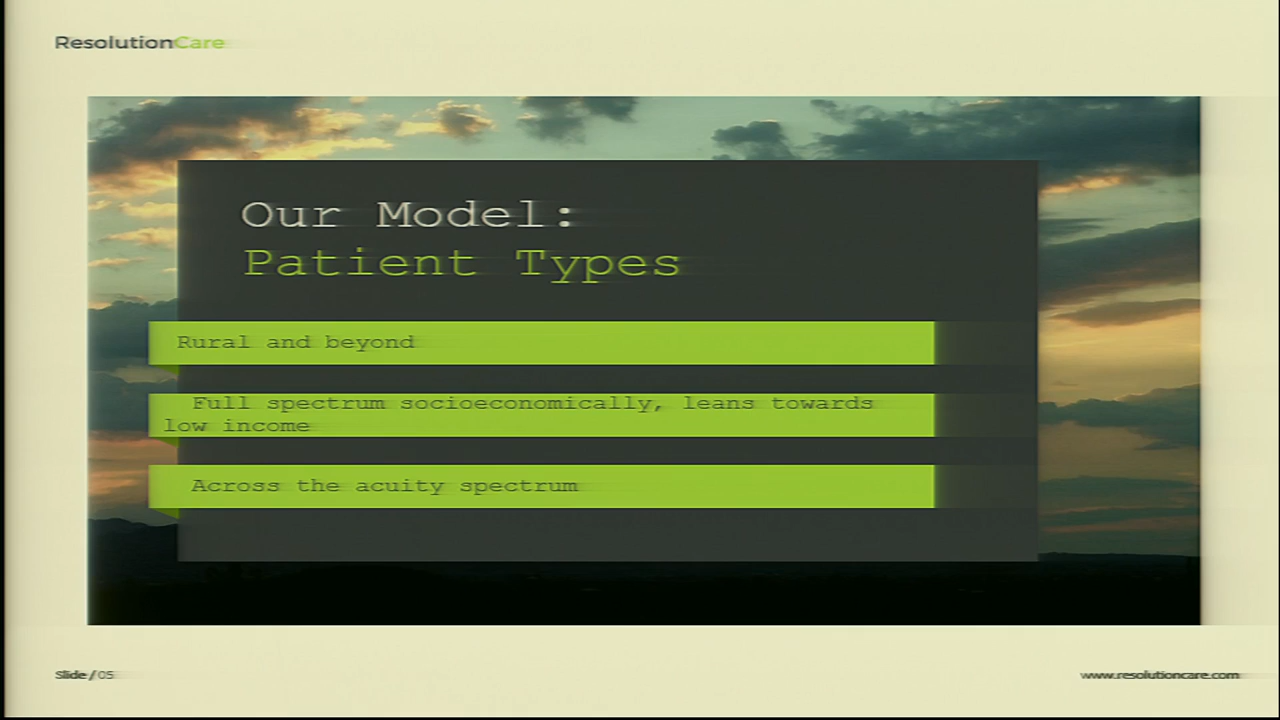 ResolutionCare
Our Model:
Patient Types
Rural and beyond
Full spectrum socioeconomically, leans towards
low income
Across the acuity spectrum
Slide / 05
www.resolutioncare.com